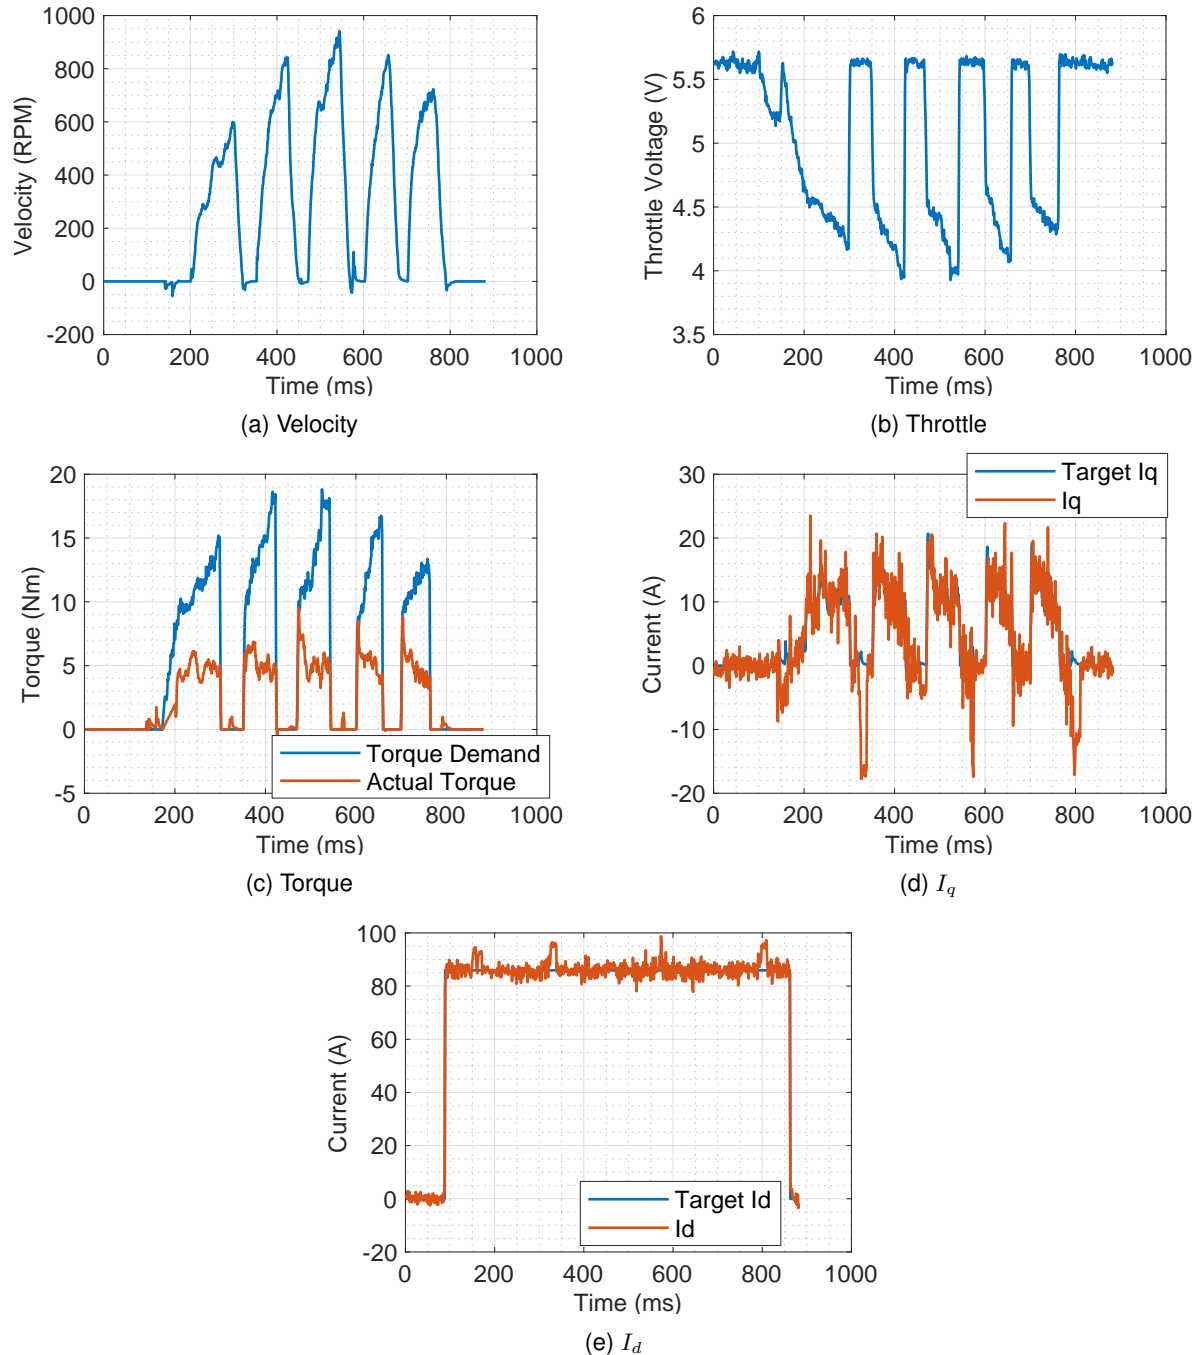 1000
800
600
400
200
0
-200
0 200 400 600 800 1000
Velocity (RPM)
Time (ms)
(a) Velocity
6
5.5
5
4.5
4
3.5
0 200 400 600 800 1000
Throttle Voltage (V)
Time (ms)
(b) Throttle
20
15
10
5
0
-5
0 200 400 600 800 1000
Torque (Nm)
Torque Demand
Actual Torque
Time (ms)
(c) Torque
30
20
10
0
-10
-20
0 200 400 600 800 1000
Current (A)
Target Iq
Iq
Time (ms)
(d) I_q
100
80
60
40
20
0
-20
0 200 400 600 800 1000
Current (A)
Target Id
Id
Time (ms)
(e) I_d